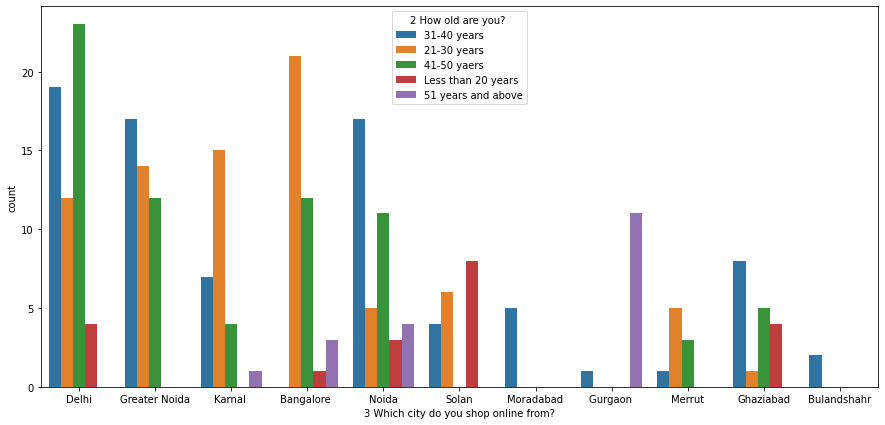 2 How old are you?
31-40 years
21-30 years
41-50 yaers
Less than 20 years
51 years and above
count
20
15
10
5
0
Delhi
Greater Noida
Karnal
Bangalore
Noida
Solan
Moradabad
Gurgaon
Merrut
Ghaziabad
Bulandshahr
3 Which city do you shop online from?